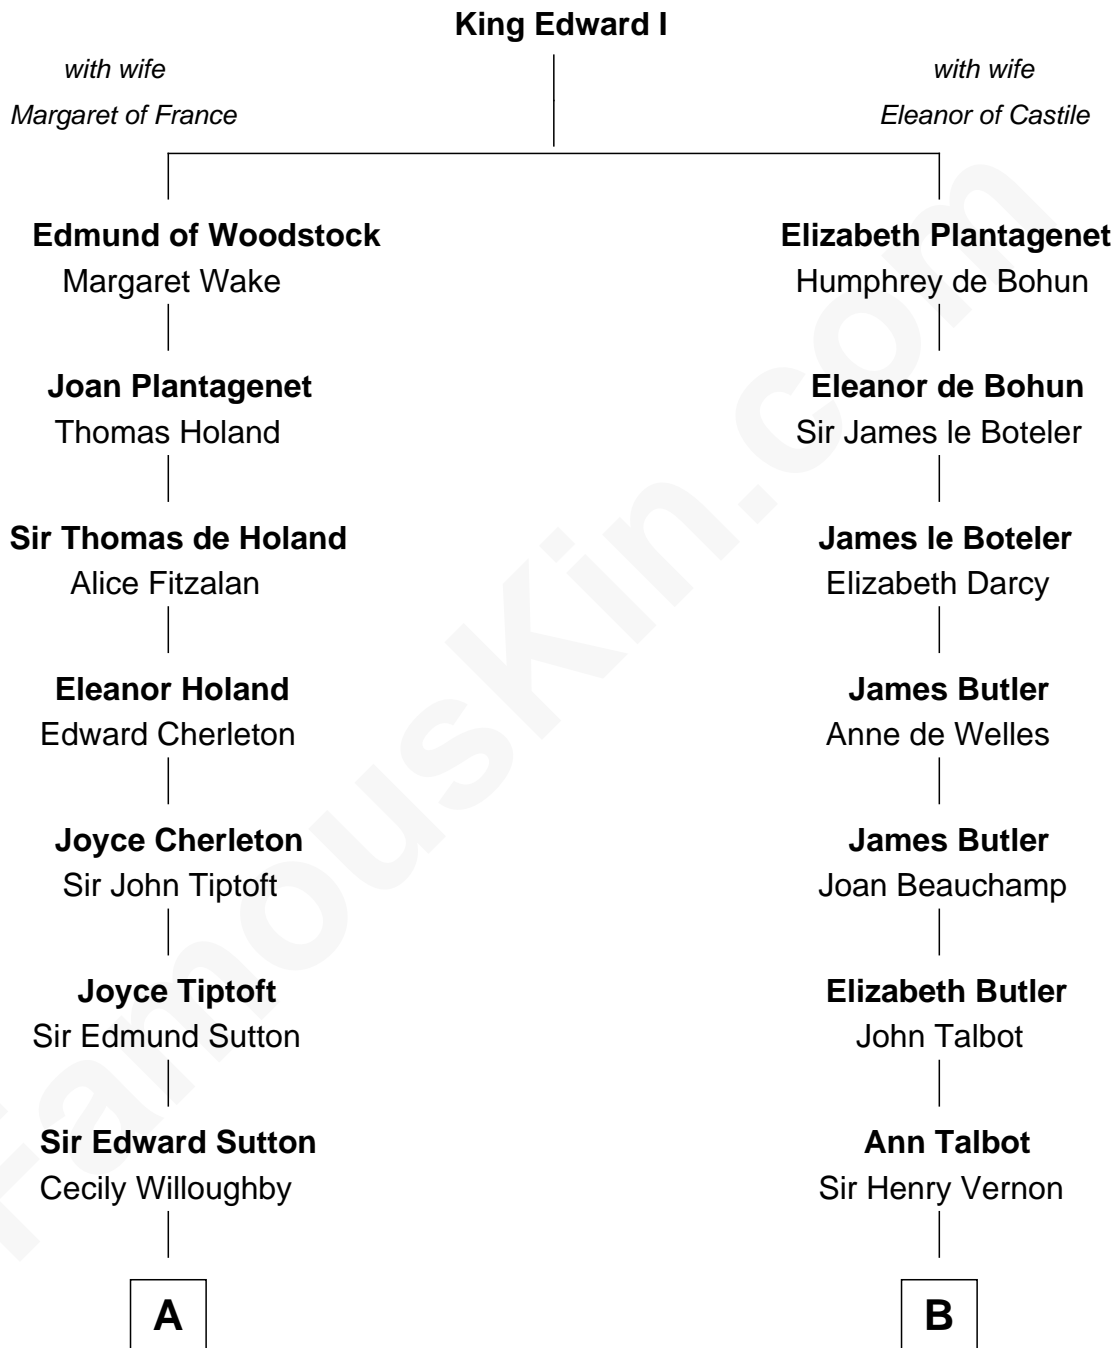 King Edward I
with wife
Margaret of France
with wife
Eleanor of Castile
Edmund of Woodstock
Margaret Wake
Elizabeth Plantagenet
Humphrey de Bohun
Joan Plantagenet
Thomas Holand
Eleanor de Bohun
Sir James le Boteler
Sir Thomas de Holand
Alice Fitzalan
James le Boteler
Elizabeth Darcy
Eleanor Holand
Edward Cherleton
James Butler
Anne de Welles
Joyce Cherleton
Sir John Tiptoft
James Butler
Joan Beauchamp
Joyce Tiptoft
Sir Edmund Sutton
Elizabeth Butler
John Talbot
Sir Edward Sutton
Cecily Willoughby
Ann Talbot
Sir Henry Vernon
A
B
FamousKin.com